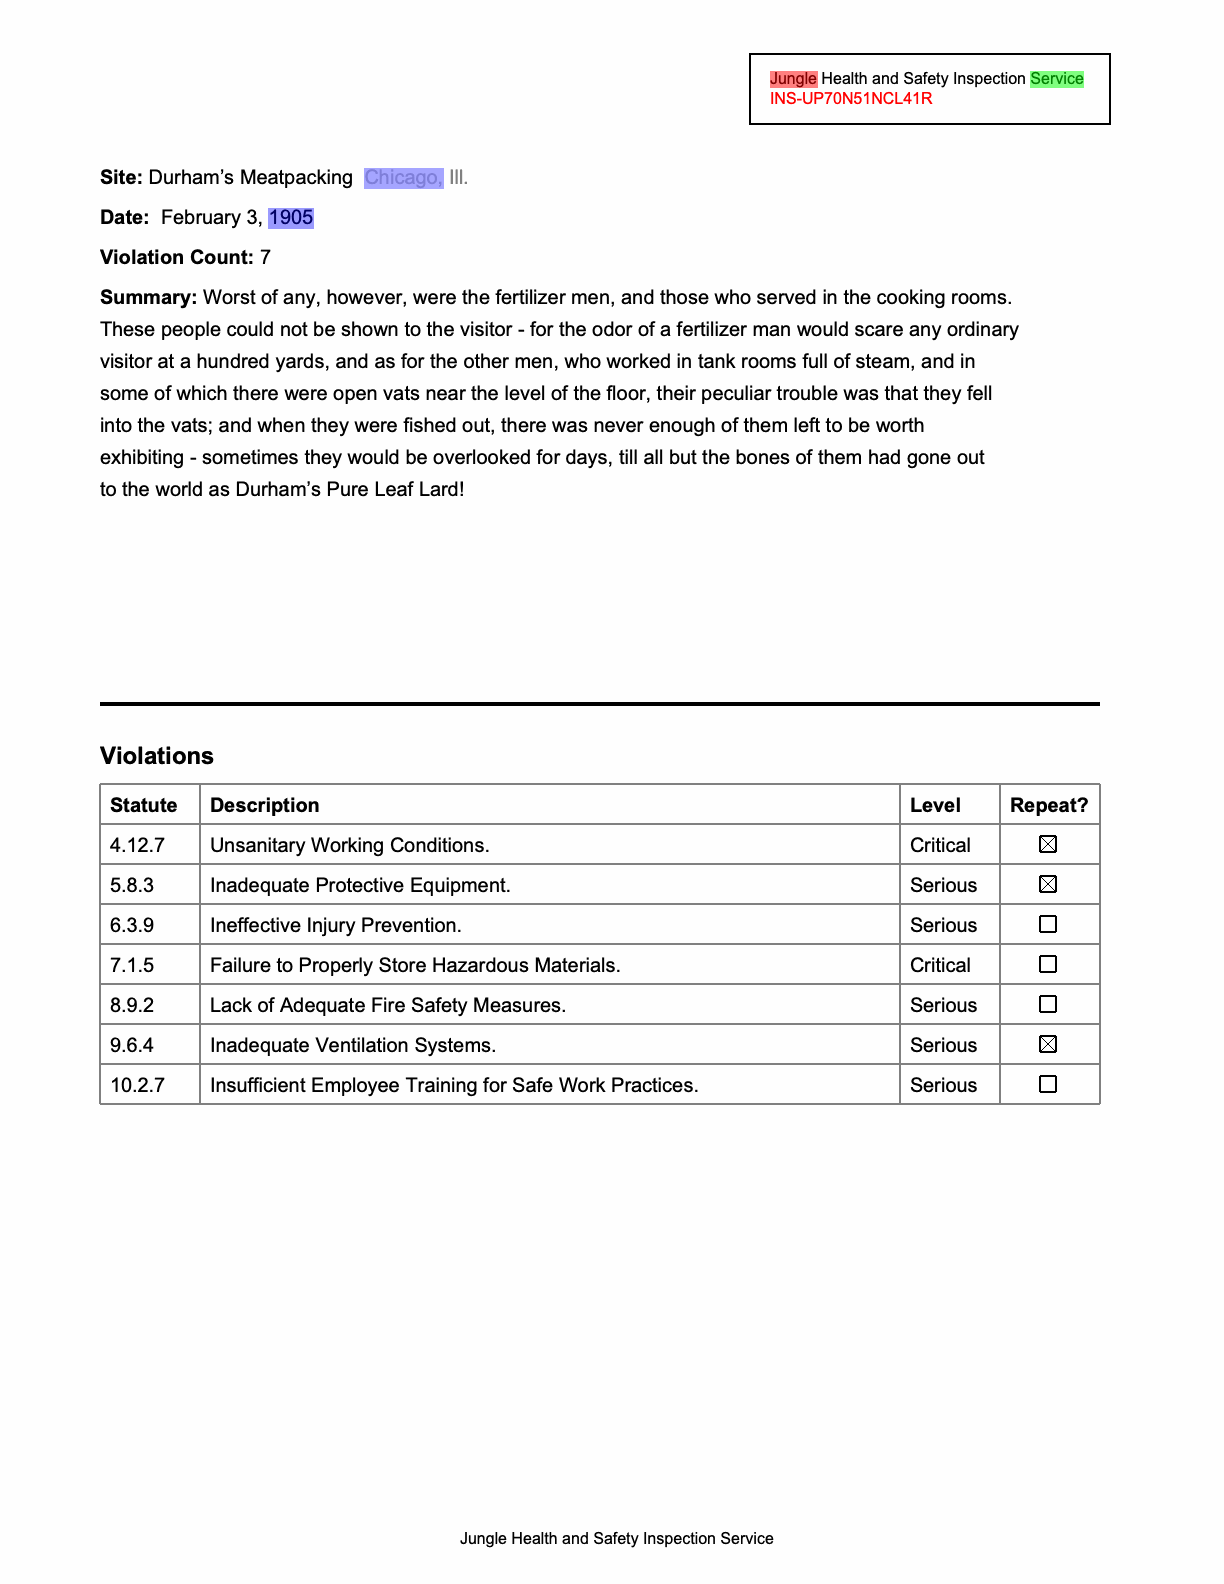 Jungle Health and Safety Inspection Service
INS-UP70N51NCL41R
Site: Durham’s Meatpacking Chicago, Ill.
Date: February 3, 1905
Violation Count: 7
Summary: Worst of any, however, were the fertilizer men, and those who served in the cooking rooms.
These people could not be shown to the visitor - for the odor of a fertilizer man would scare any ordinary
visitor at a hundred yards, and as for the other men, who worked in tank rooms full of steam, and in
some of which there were open vats near the level of the floor, their peculiar trouble was that they fell
into the vats; and when they were fished out, there was never enough of them left to be worth
exhibiting - sometimes they would be overlooked for days, till all but the bones of them had gone out
to the world as Durham’s Pure Leaf Lard!
Violations
Statute Description Level Repeat?
4.12.7 Unsanitary Working Conditions. Critical ☒
5.8.3 Inadequate Protective Equipment. Serious ☒
6.3.9 Ineffective Injury Prevention. Serious ☐
7.1.5 Failure to Properly Store Hazardous Materials. Critical ☐
8.9.2 Lack of Adequate Fire Safety Measures. Serious ☐
9.6.4 Inadequate Ventilation Systems. Serious ☒
10.2.7 Insufficient Employee Training for Safe Work Practices. Serious ☐
Jungle Health and Safety Inspection Service